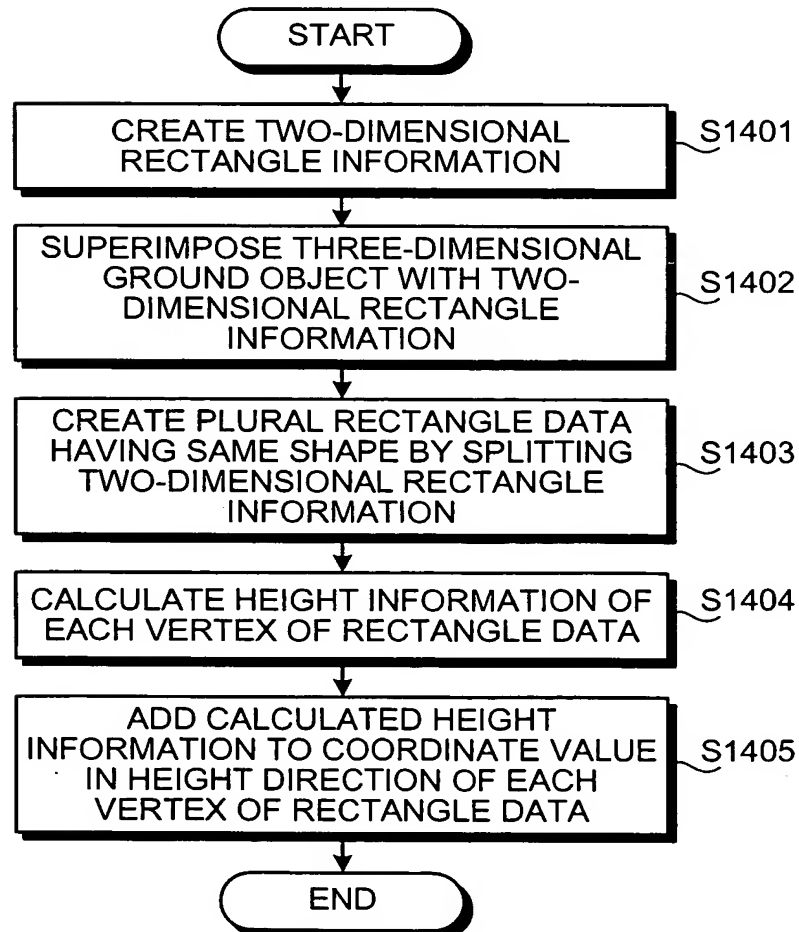 START
CREATE TWO-DIMENSIONAL
RECTANGLE INFORMATION
S1401
SUPERIMPOSE THREE-DIMENSIONAL
GROUND OBJECT WITH TWO-
DIMENSIONAL RECTANGLE
INFORMATION
S1402
CREATE PLURAL RECTANGLE DATA
HAVING SAME SHAPE BY SPLITTING
TWO-DIMENSIONAL RECTANGLE
INFORMATION
S1403
CALCULATE HEIGHT INFORMATION OF
EACH VERTEX OF RECTANGLE DATA
S1404
ADD CALCULATED HEIGHT
INFORMATION TO COORDINATE VALUE
IN HEIGHT DIRECTION OF EACH
VERTEX OF RECTANGLE DATA
S1405
END